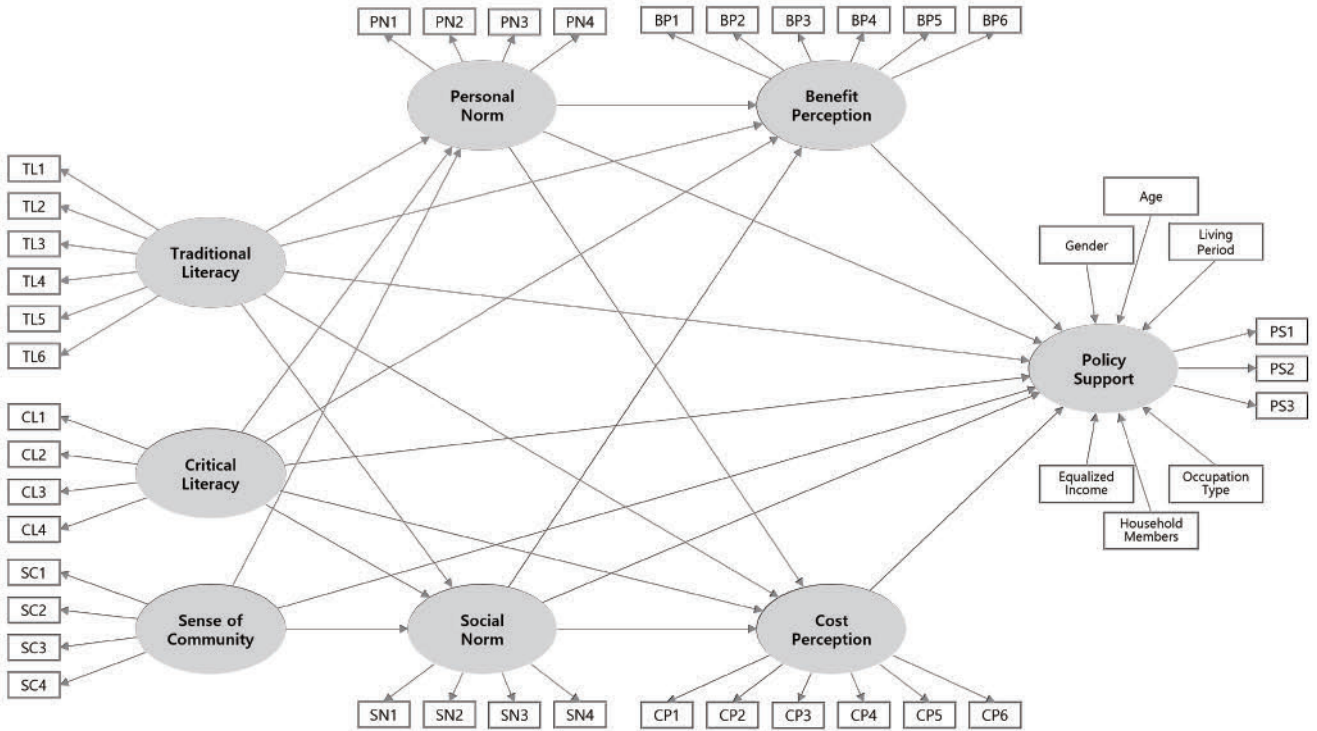 PN1
PN2
PN3
PN4
BP1
BP2
BP3
BP4
BP5
BP6
Personal
Norm
Benefit
Perception
TL1
TL2
TL3
TL4
TL5
TL6
Traditional
Literacy
Age
Gender
Living
Period
Policy
Support
PS1
PS2
PS3
CL1
CL2
CL3
CL4
Critical
Literacy
Equalized
Income
Household
Members
Occupation
Type
SC1
SC2
SC3
SC4
Sense of
Community
Social
Norm
Cost
Perception
SN1
SN2
SN3
SN4
CP1
CP2
CP3
CP4
CP5
CP6